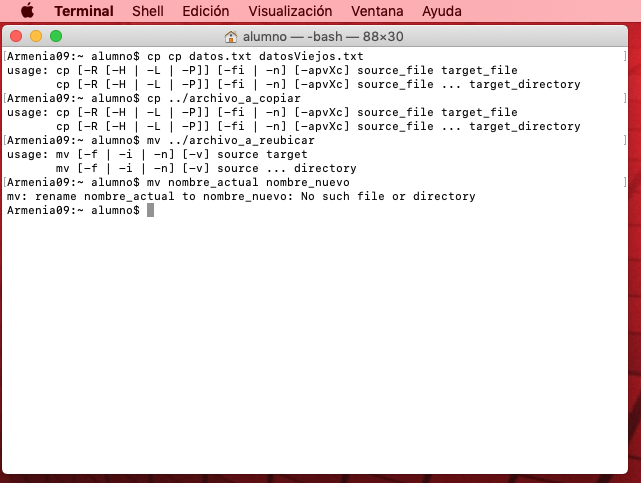 Terminal Shell Edición Visualización Ventana Ayuda
alumno — -bash — 88×30
[Armenia09:~ alumno$ cp cp datos.txt datosViejos.txt ]
usage: cp [-R [-H | -L | -P]] [-fi | -n] [-apvXc] source_file target_file
       cp [-R [-H | -L | -P]] [-fi | -n] [-apvXc] source_file ... target_directory
[Armenia09:~ alumno$ cp ../archivo_a_copiar ]
usage: cp [-R [-H | -L | -P]] [-fi | -n] [-apvXc] source_file target_file
       cp [-R [-H | -L | -P]] [-fi | -n] [-apvXc] source_file ... target_directory
[Armenia09:~ alumno$ mv ../archivo_a_reubicar ]
usage: mv [-f | -i | -n] [-v] source target
       mv [-f | -i | -n] [-v] source ... directory
[Armenia09:~ alumno$ mv nombre_actual nombre_nuevo ]
mv: rename nombre_actual to nombre_nuevo: No such file or directory
Armenia09:~ alumno$